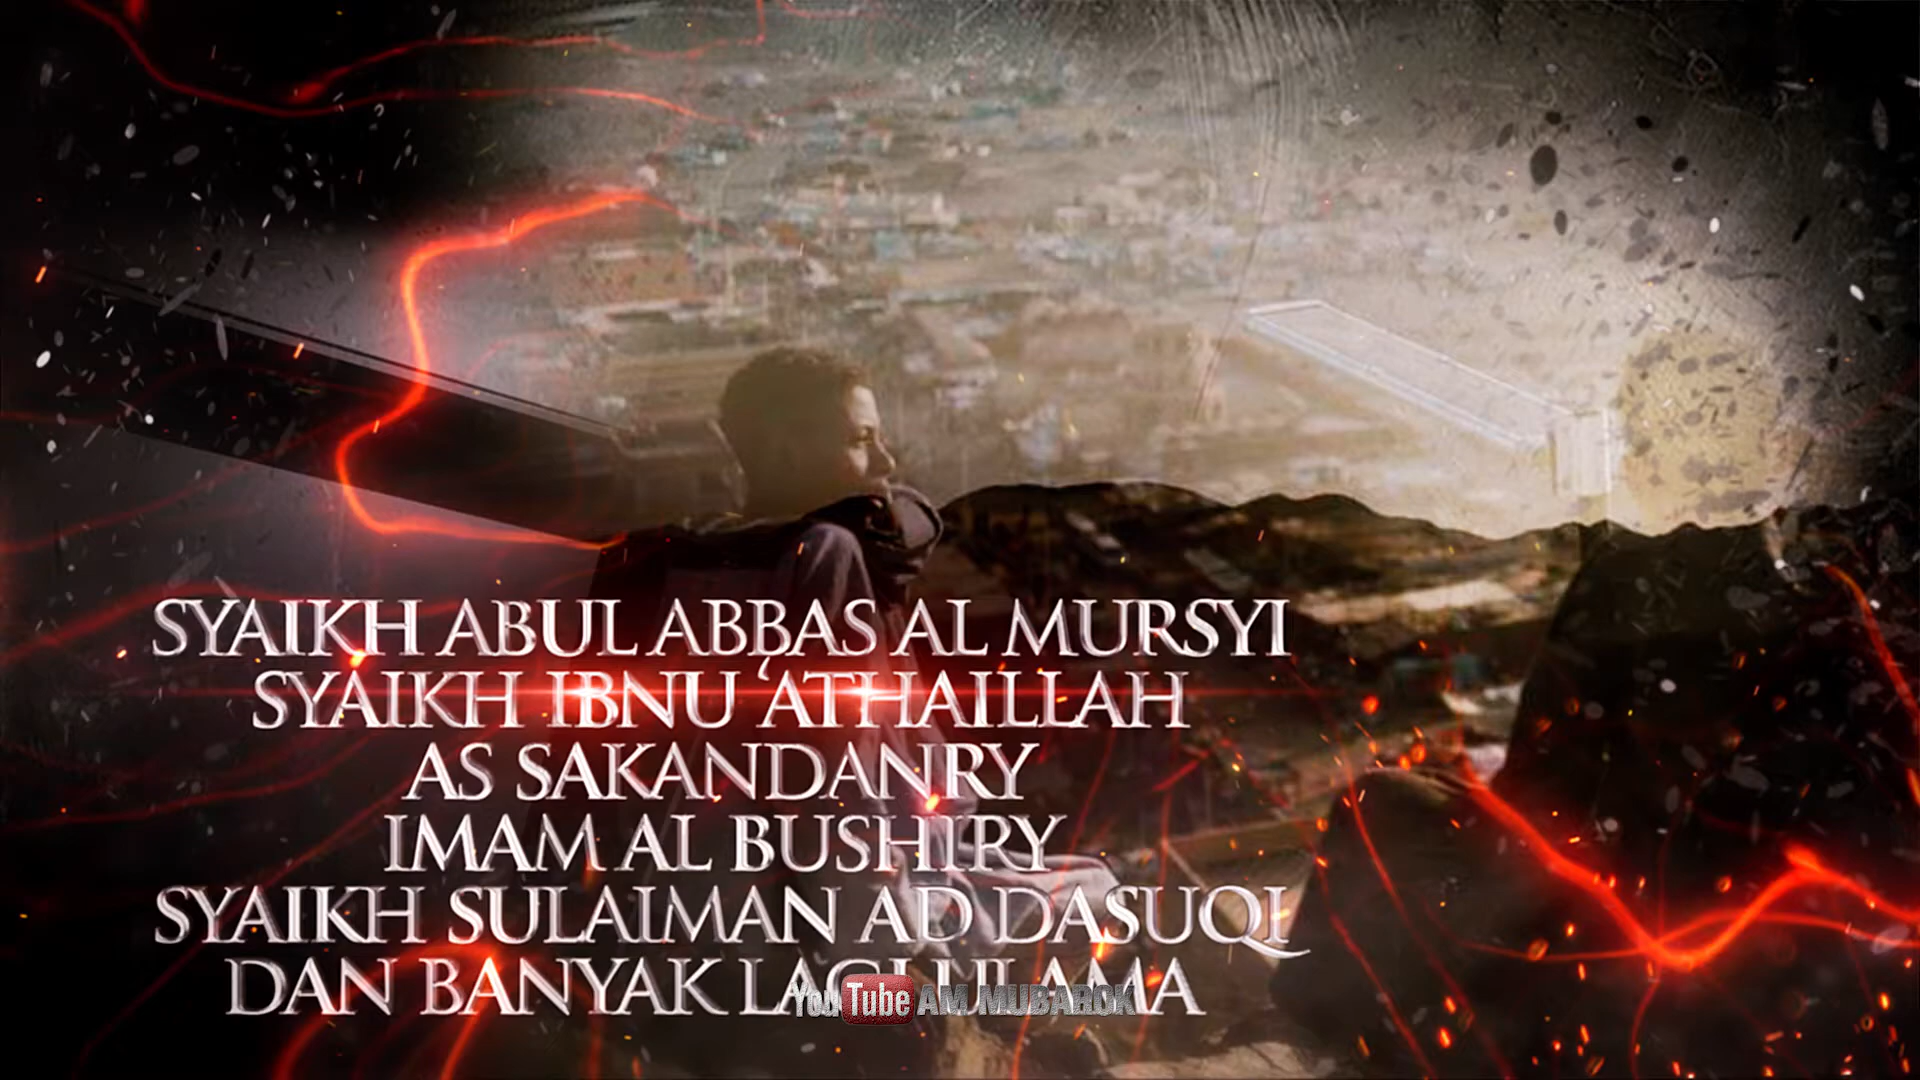 SYAIKH ABUL ABBAS AL MURSYI
SYAIKH IBNU 'ATHAILLAH
AS SAKANDANRY
IMAM AL BUSHIRY
SYAIKH SULAIMAN AD DASUQI
DAN BANYAK LAGI ULAMA
YouTube AM MUBAROK